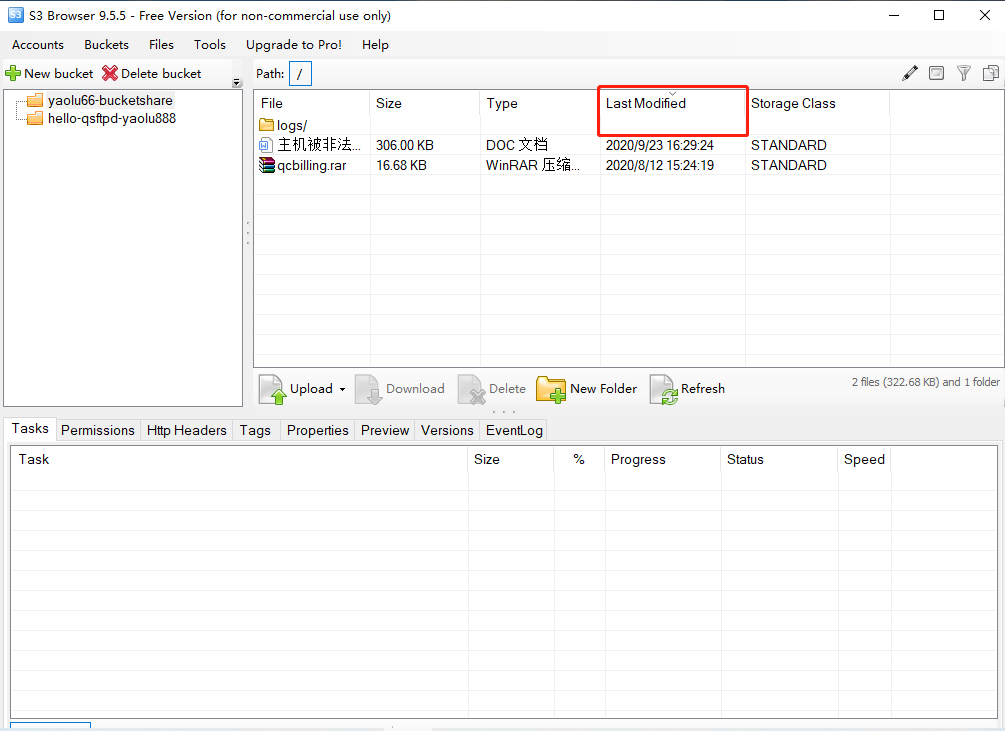 S3 Browser 9.5.5 - Free Version (for non-commercial use only)
Accounts Buckets Files Tools Upgrade to Pro! Help
New bucket Delete bucket
Path: /
yaolu66-bucketshare
hello-qsftpd-yaolu888
File Size Type Last Modified Storage Class
logs/
主机被非法... 306.00 KB DOC 文档 2020/9/23 16:29:24 STANDARD
qcbilling.rar 16.68 KB WinRAR 压缩... 2020/8/12 15:24:19 STANDARD
Upload Download Delete New Folder Refresh
2 files (322.68 KB) and 1 folder
Tasks Permissions Http Headers Tags Properties Preview Versions EventLog
Task Size % Progress Status Speed